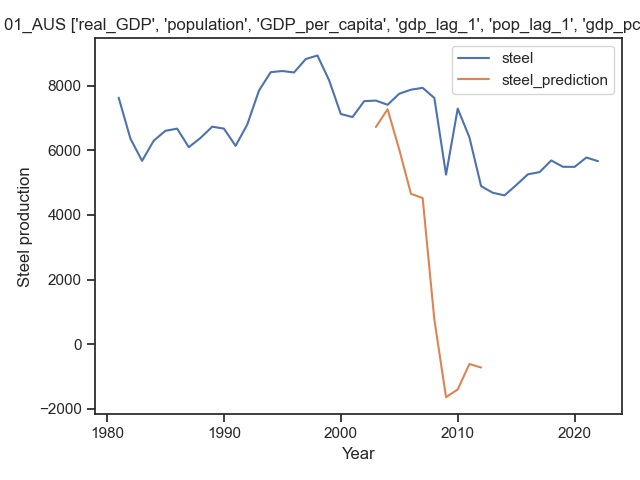 01_AUS ['real_GDP', 'population', 'GDP_per_capita', 'gdp_lag_1', 'pop_lag_1', 'gdp_pc
steel
steel_prediction
8000
6000
4000
2000
0
−2000
Steel production
1980 1990 2000 2010 2020
Year